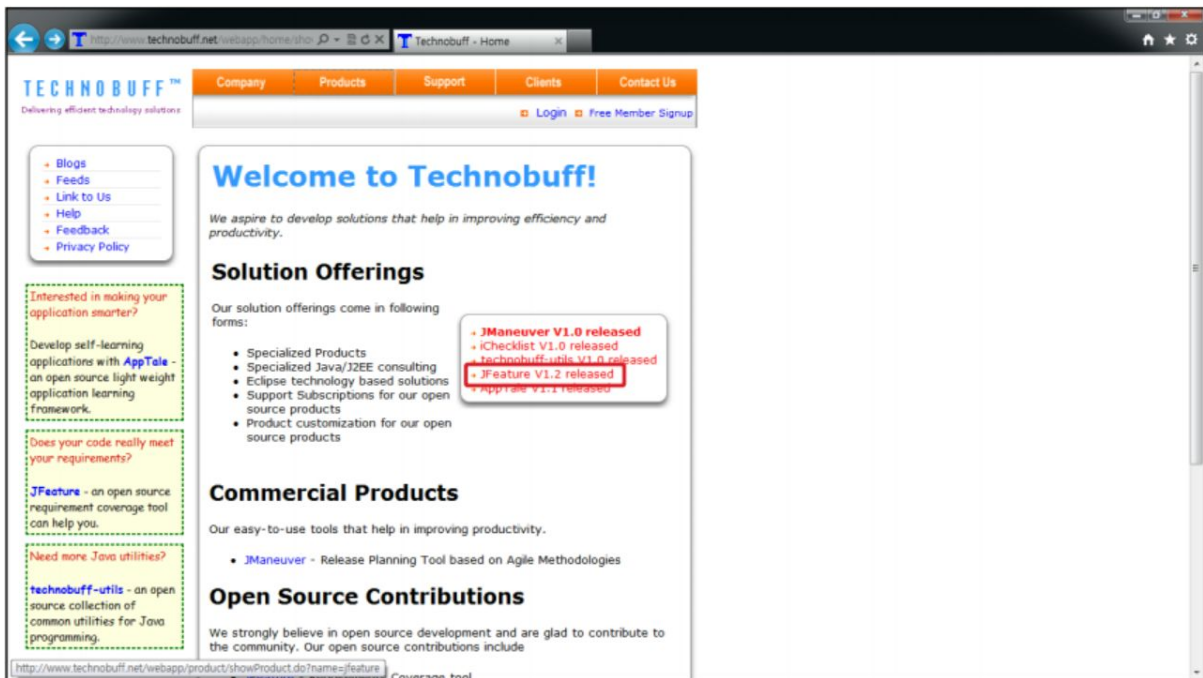 http://www.technobuff.net/webapp/home/sho
Technobuff - Home
TECHNOBUFF™
Delivering efficient technology solutions
Company Products Support Clients Contact Us
Login Free Member Signup
Blogs
Feeds
Link to Us
Help
Feedback
Privacy Policy
Interested in making your
application smarter?
Develop self-learning
applications with AppTale -
an open source light weight
application learning
framework.
Does your code really meet
your requirements?
JFeature - an open source
requirement coverage tool
can help you.
Need more Java utilities?
technobuff-utils - an open
source collection of
common utilities for Java
programming.
Welcome to Technobuff!
We aspire to develop solutions that help in improving efficiency and
productivity.
Solution Offerings
Our solution offerings come in following
forms:
• Specialized Products
• Specialized Java/J2EE consulting
• Eclipse technology based solutions
• Support Subscriptions for our open
source products
• Product customization for our open
source products
JManeuver V1.0 released
iChecklist V1.0 released
technobuff-utils V1.0 released
JFeature V1.2 released
AppTale V1.1 released
Commercial Products
Our easy-to-use tools that help in improving productivity.
• JManeuver - Release Planning Tool based on Agile Methodologies
Open Source Contributions
We strongly believe in open source development and are glad to contribute to
the community. Our open source contributions include
Coverage tool
http://www.technobuff.net/webapp/product/showProduct.do?name=jfeature